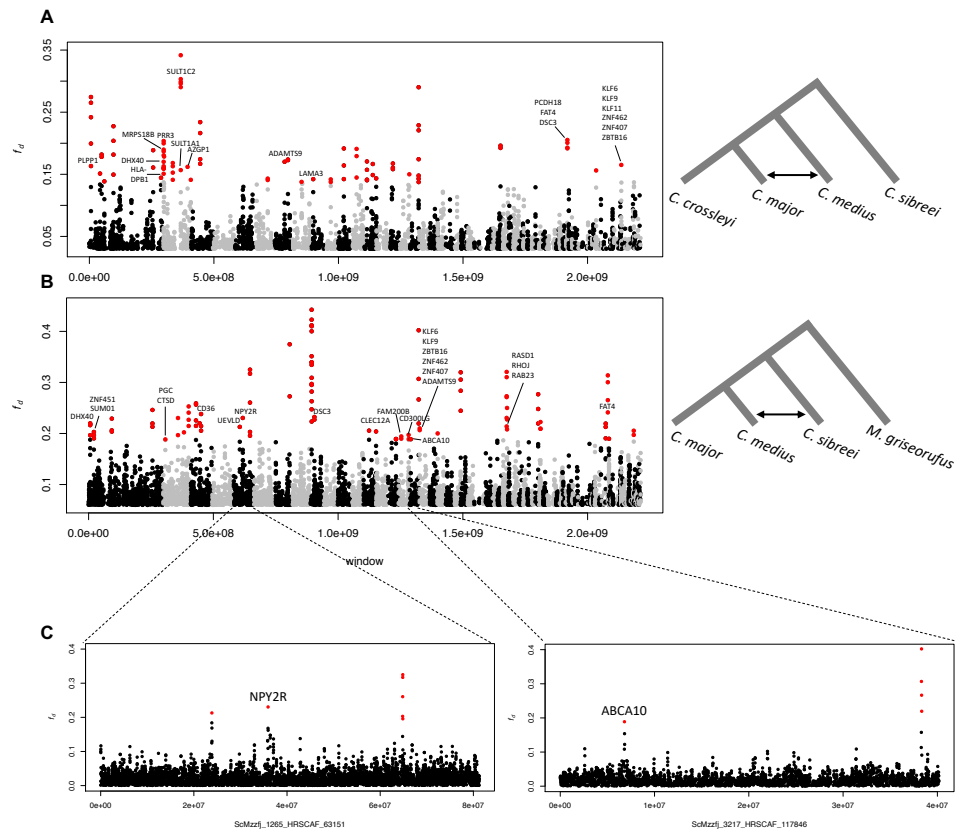 A
f_d
0.35
0.25
0.15
0.05
SULT1C2
MRPS18B
PRR3
SULT1A1
AZGP1
PLPP1
DHX40
HLA-
DPB1
ADAMTS9
LAMA3
PCDH18
FAT4
DSC3
KLF6
KLF9
KLF11
ZNF462
ZNF407
ZBTB16
0.0e+00
5.0e+08
1.0e+09
1.5e+09
2.0e+09
C. crossleyi
C. major
C. medius
C. sibreei
B
f_d
0.4
0.3
0.2
0.1
DHX40
ZNF451
SUM01
PGC
CTSD
CD36
UEVLD
NPY2R
DSC3
CLEC12A
FAM200B
CD300LG
ABCA10
KLF6
KLF9
ZBTB16
ZNF462
ZNF407
ADAMTS9
RASD1
RHOJ
RAB23
FAT4
0.0e+00
5.0e+08
1.0e+09
1.5e+09
2.0e+09
window
C. major
C. medius
C. sibreei
M. griseorufus
C
f_d
0.4
0.3
0.2
0.1
0.0
NPY2R
0e+00
2e+07
4e+07
6e+07
8e+07
ScMzzfj_1265_HRSCAF_63151
f_d
0.4
0.3
0.2
0.1
0.0
ABCA10
0e+00
1e+07
2e+07
3e+07
4e+07
ScMzzfj_3217_HRSCAF_117846